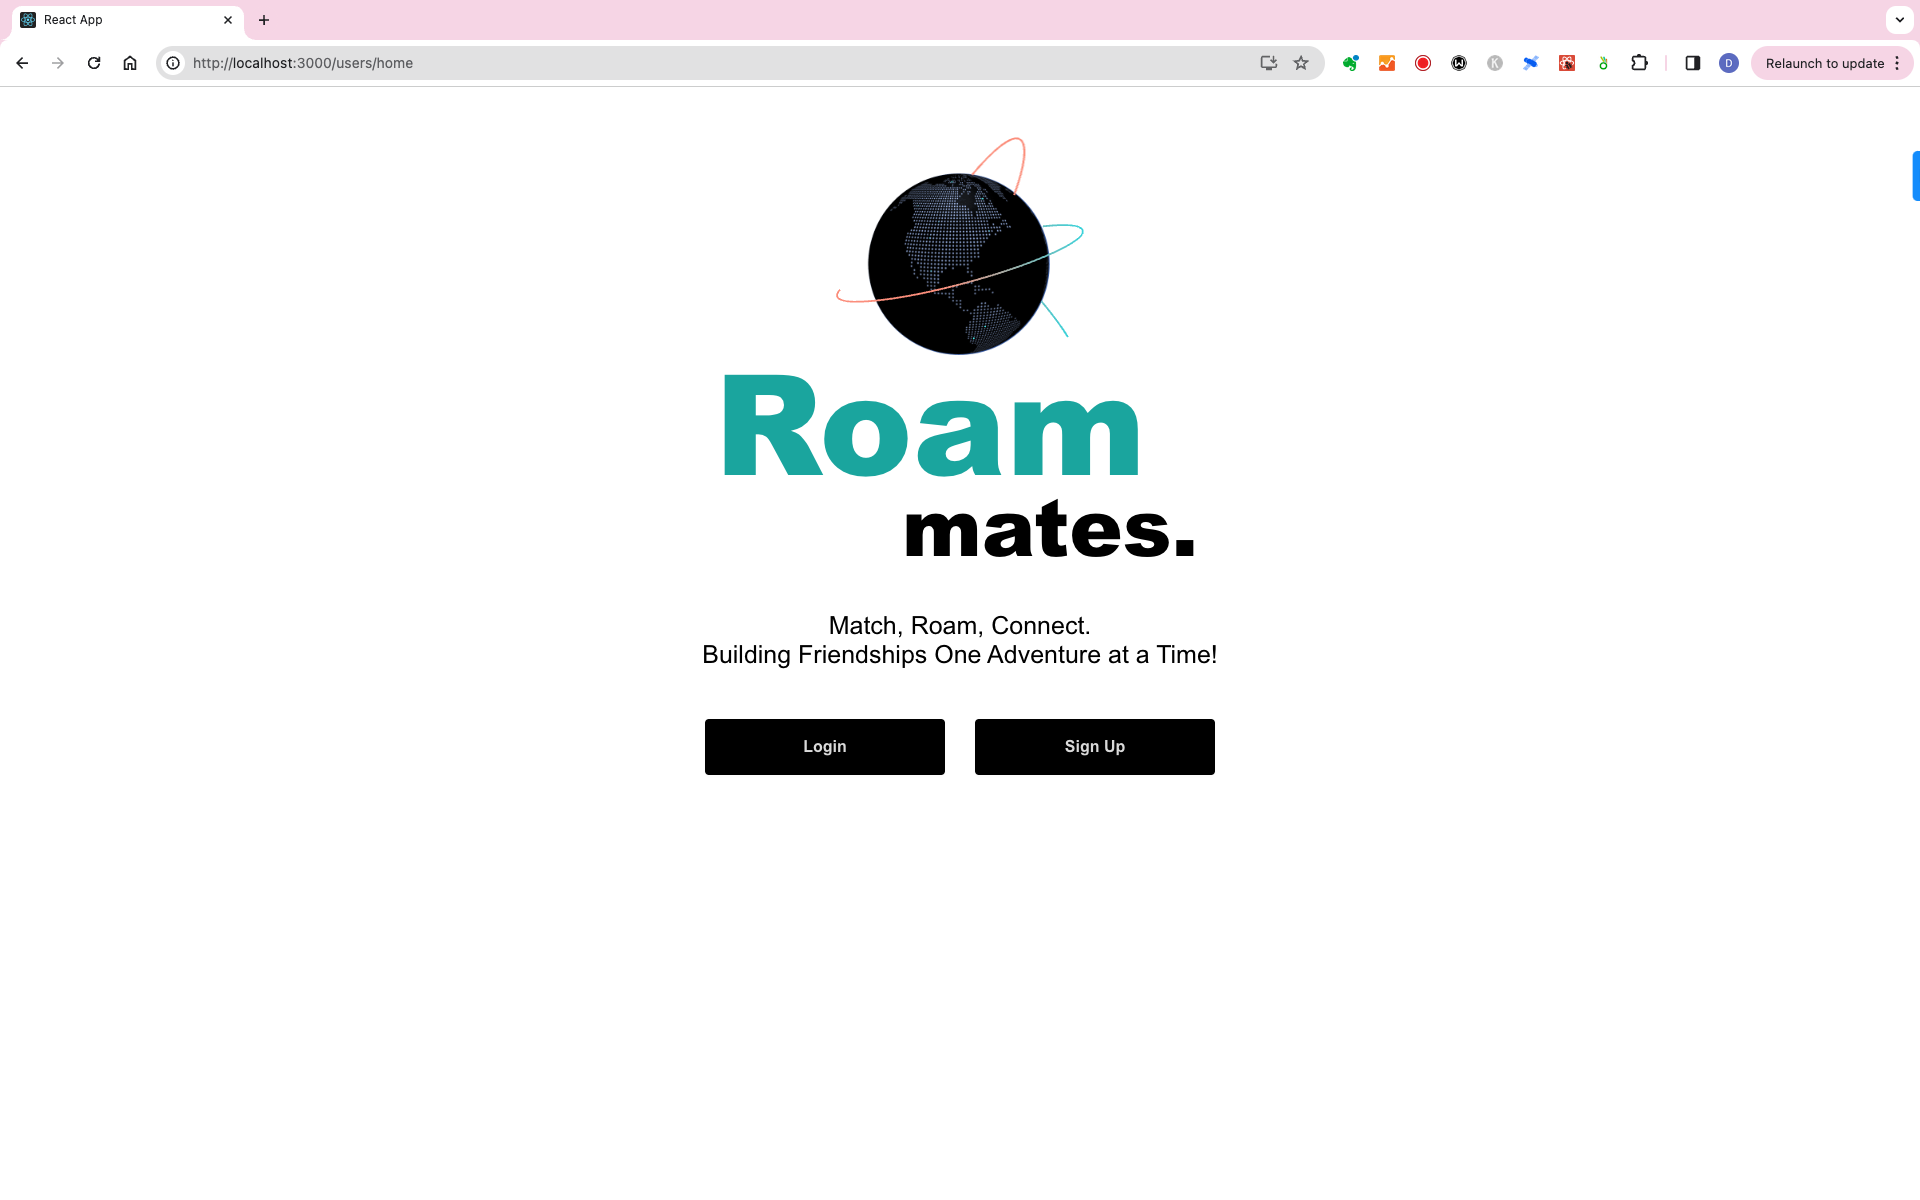 React App
http://localhost:3000/users/home
K
D
Relaunch to update
Roam
mates.
Match, Roam, Connect.
Building Friendships One Adventure at a Time!
Login
Sign Up